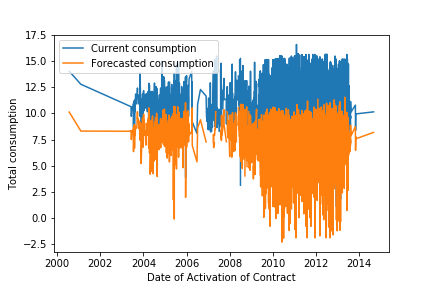 Current consumption
Forecasted consumption
17.5
15.0
12.5
10.0
7.5
5.0
2.5
0.0
−2.5
Total consumption
2000 2002 2004 2006 2008 2010 2012 2014
Date of Activation of Contract